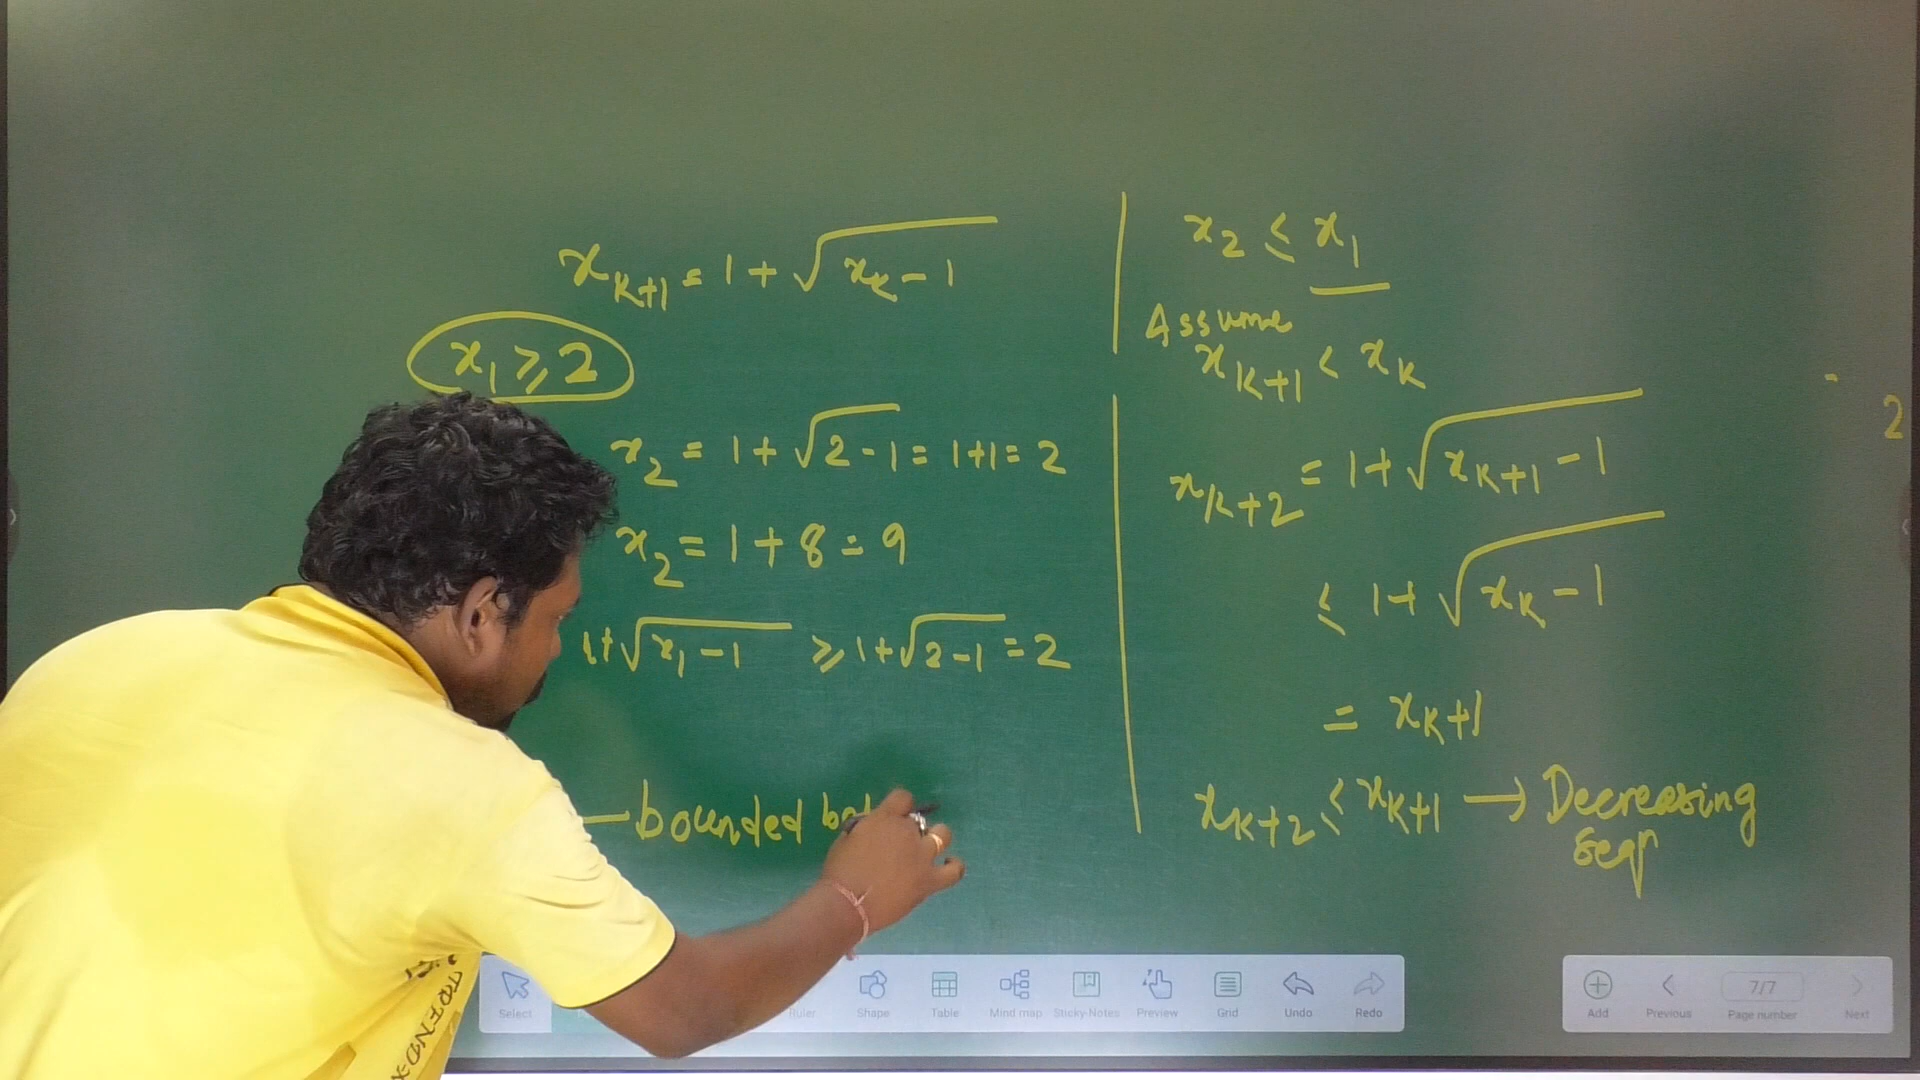 x_{K+1} = 1 + √(x_K - 1)
x_1 ⩾ 2
x_2 = 1 + √(2 - 1) = 1+1 = 2
x_2 = 1 + 8 = 9
1+√(x_1 - 1) ⩾ 1+√(2-1) = 2
bounded
x_2 ≤ x_1
Assume
x_{K+1} < x_K
x_{K+2} = 1+√(x_{K+1} - 1)
≤ 1+√(x_K - 1)
= x_{K+1}
x_{K+2} ≤ x_{K+1} → Decreasing
seqn
2
Select
Ruler
Shape
Table
Mind map
Sticky-Notes
Preview
Grid
Undo
Redo
Add
Previous
7/7
Page number
Next